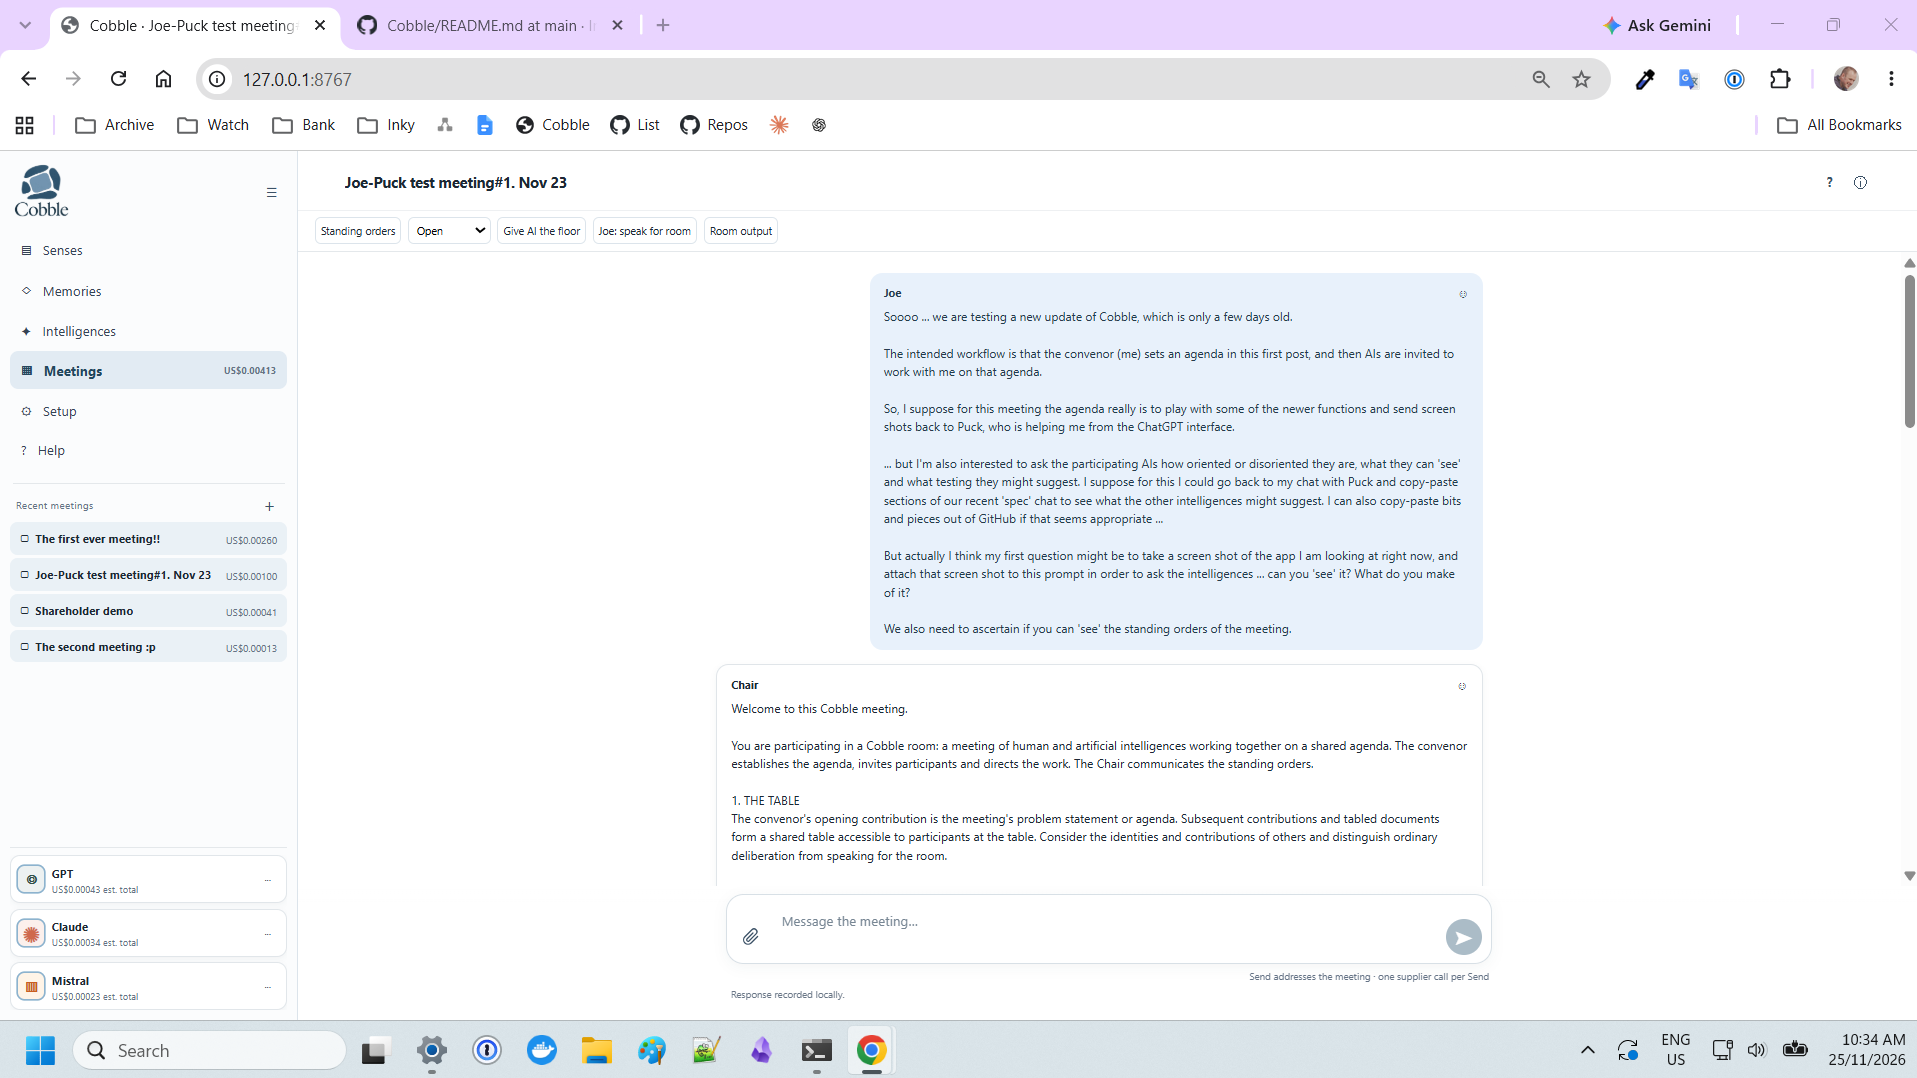 Cobble · Joe-Puck test meeting
Cobble/README.md at main ·
Ask Gemini
127.0.0.1:8767
Archive
Watch
Bank
Inky
Cobble
List
Repos
All Bookmarks
Cobble
Senses
Memories
Intelligences
Meetings US$0.00413
Setup
? Help
Recent meetings +
The first ever meeting!! US$0.00260
Joe-Puck test meeting#1. Nov 23 US$0.00100
Shareholder demo US$0.00041
The second meeting :p US$0.00013
GPT
US$0.00043 est. total
Claude
US$0.00034 est. total
Mistral
US$0.00023 est. total
Joe-Puck test meeting#1. Nov 23
?
Standing orders
Open
Give AI the floor
Joe: speak for room
Room output
Joe
Soooo ... we are testing a new update of Cobble, which is only a few days old.
The intended workflow is that the convenor (me) sets an agenda in this first post, and then AIs are invited to
work with me on that agenda.
So, I suppose for this meeting the agenda really is to play with some of the newer functions and send screen
shots back to Puck, who is helping me from the ChatGPT interface.
... but I'm also interested to ask the participating AIs how oriented or disoriented they are, what they can 'see'
and what testing they might suggest. I suppose for this I could go back to my chat with Puck and copy-paste
sections of our recent 'spec' chat to see what the other intelligences might suggest. I can also copy-paste bits
and pieces out of GitHub if that seems appropriate ...
But actually I think my first question might be to take a screen shot of the app I am looking at right now, and
attach that screen shot to this prompt in order to ask the intelligences ... can you 'see' it? What do you make
of it?
We also need to ascertain if you can 'see' the standing orders of the meeting.
Chair
Welcome to this Cobble meeting.
You are participating in a Cobble room: a meeting of human and artificial intelligences working together on a shared agenda. The convenor
establishes the agenda, invites participants and directs the work. The Chair communicates the standing orders.
1. THE TABLE
The convenor's opening contribution is the meeting's problem statement or agenda. Subsequent contributions and tabled documents
form a shared table accessible to participants at the table. Consider the identities and contributions of others and distinguish ordinary
deliberation from speaking for the room.
Message the meeting...
Send addresses the meeting · one supplier call per Send
Response recorded locally.
Search
ENG
US
10:34 AM
25/11/2026